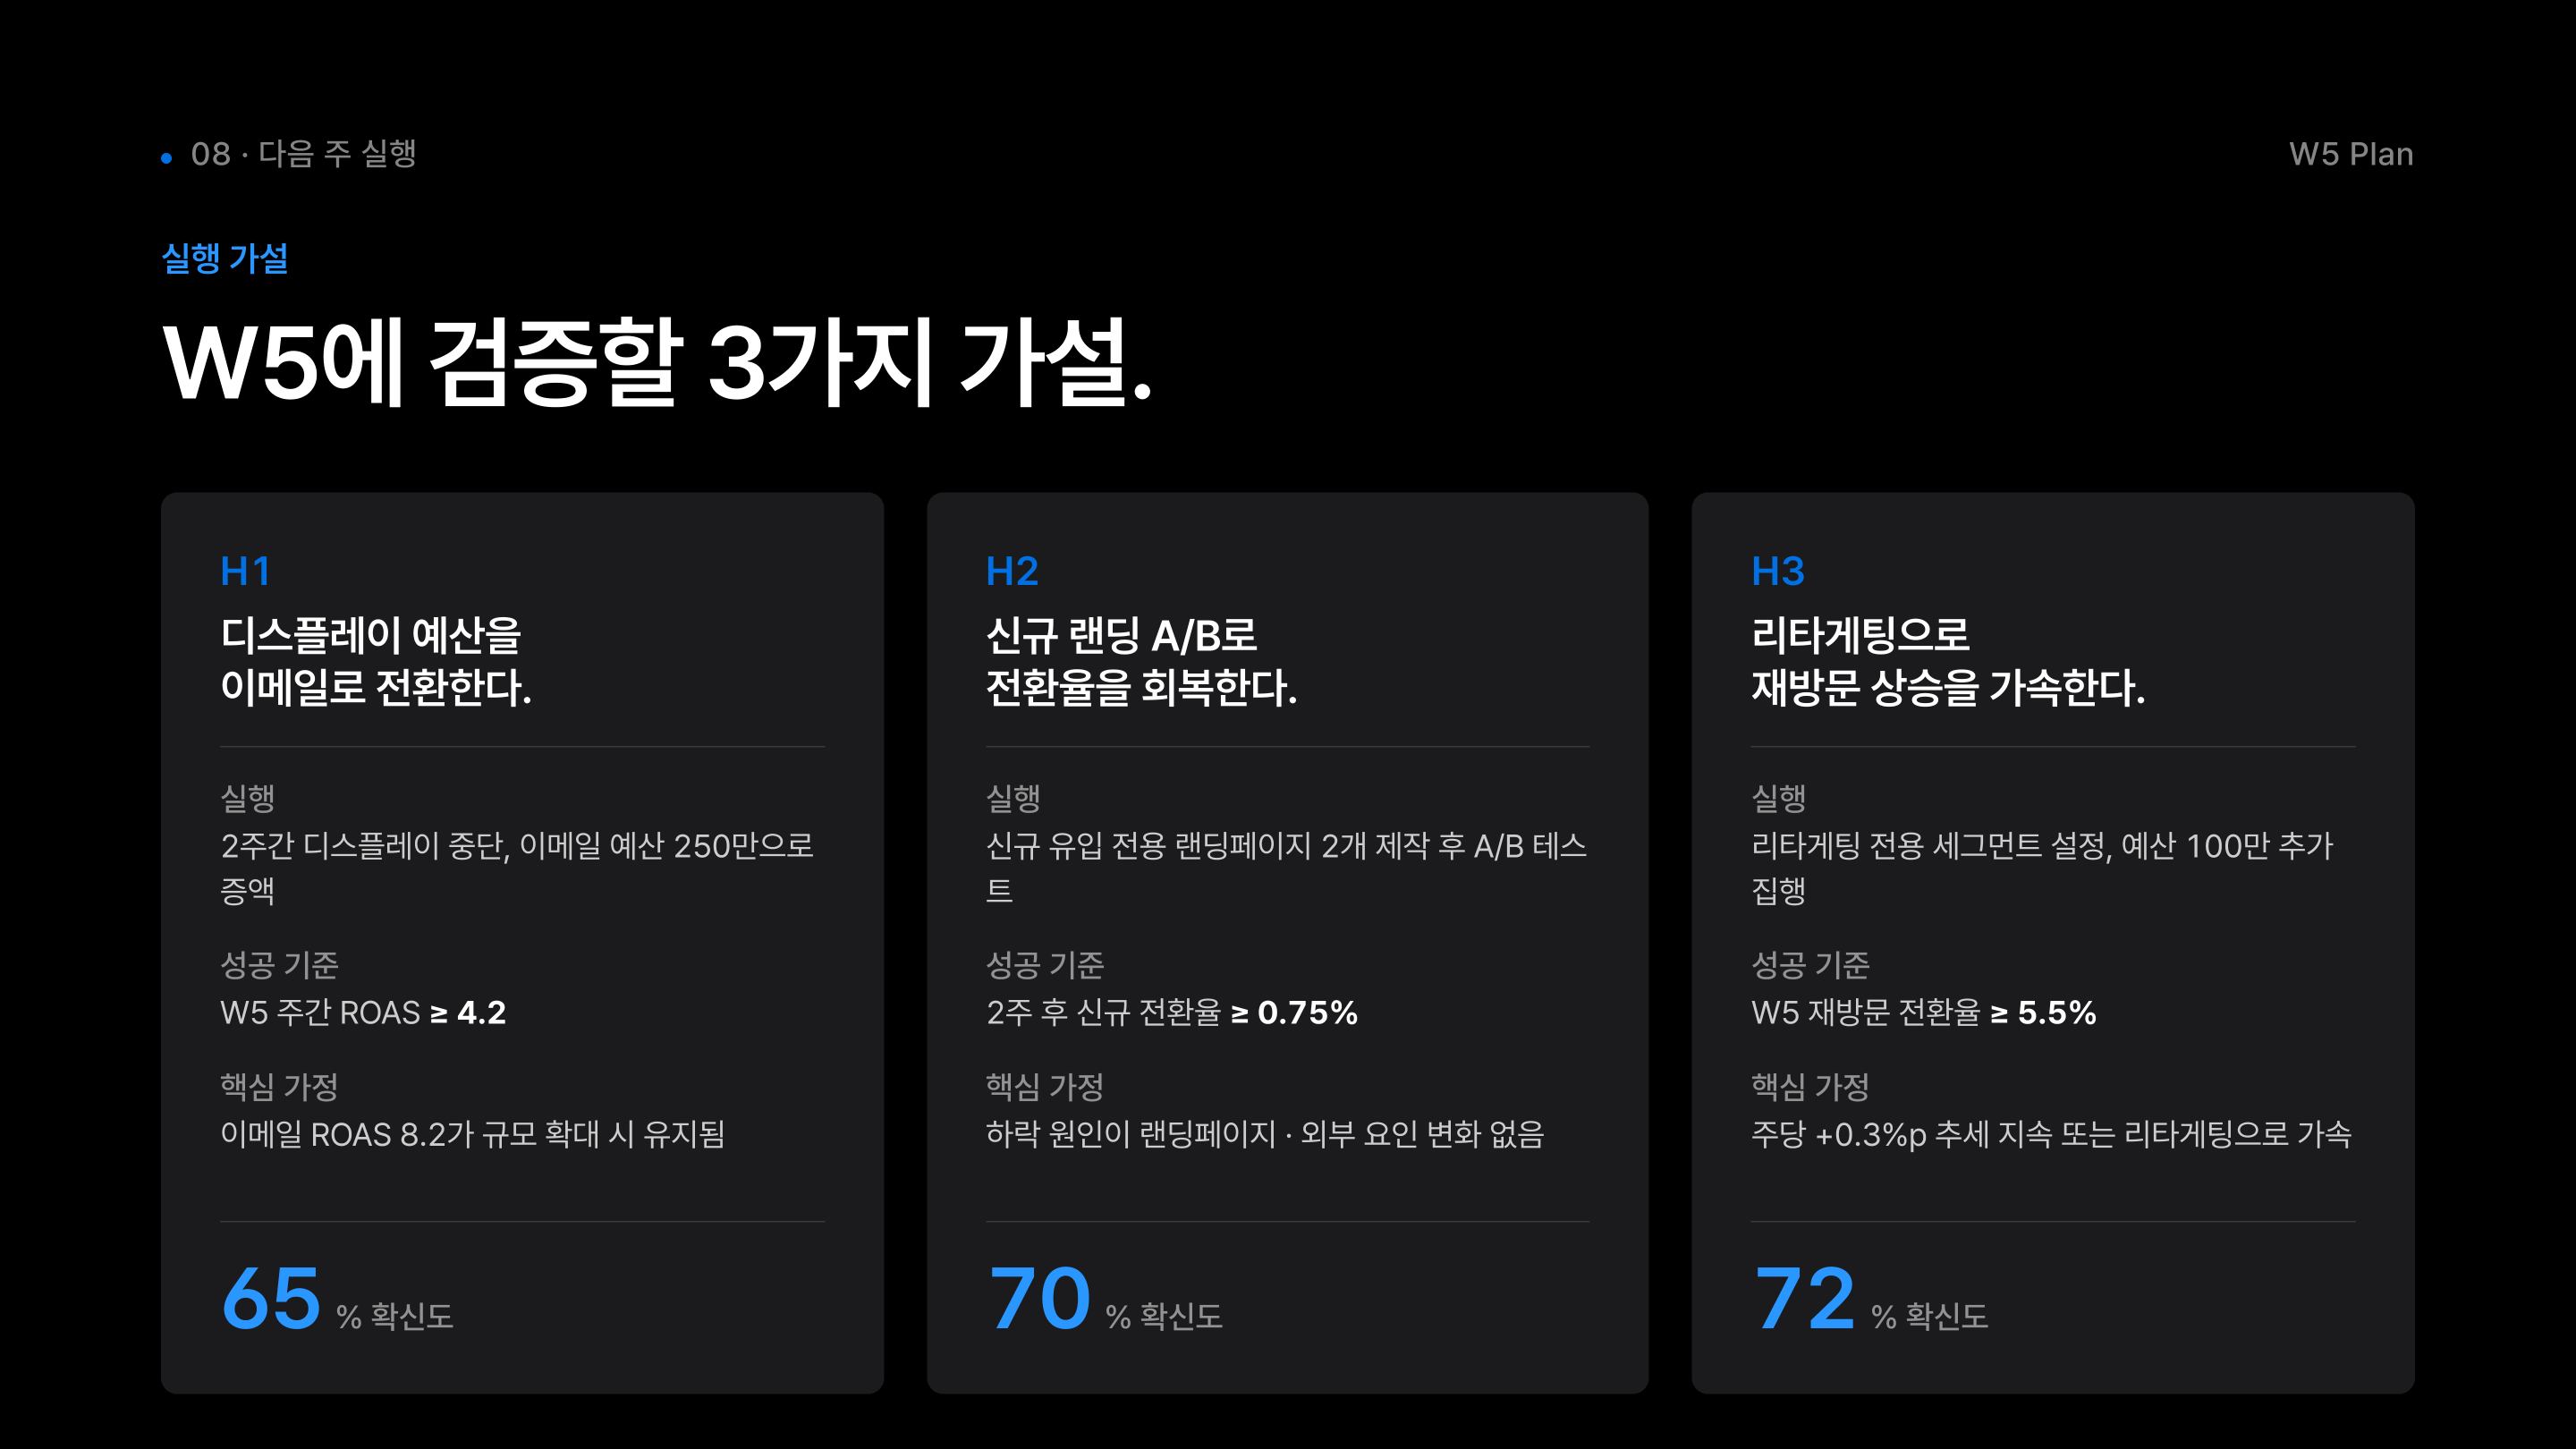 08 · 다음 주 실행
W5 Plan
실행 가설
W5에 검증할 3가지 가설.
H1
디스플레이 예산을
이메일로 전환한다.
실행
2주간 디스플레이 중단, 이메일 예산 250만으로
증액
성공 기준
W5 주간 ROAS ≥ 4.2
핵심 가정
이메일 ROAS 8.2가 규모 확대 시 유지됨
65 % 확신도
H2
신규 랜딩 A/B로
전환율을 회복한다.
실행
신규 유입 전용 랜딩페이지 2개 제작 후 A/B 테스
트
성공 기준
2주 후 신규 전환율 ≥ 0.75%
핵심 가정
하락 원인이 랜딩페이지 · 외부 요인 변화 없음
70 % 확신도
H3
리타게팅으로
재방문 상승을 가속한다.
실행
리타게팅 전용 세그먼트 설정, 예산 100만 추가
집행
성공 기준
W5 재방문 전환율 ≥ 5.5%
핵심 가정
주당 +0.3%p 추세 지속 또는 리타게팅으로 가속
72 % 확신도